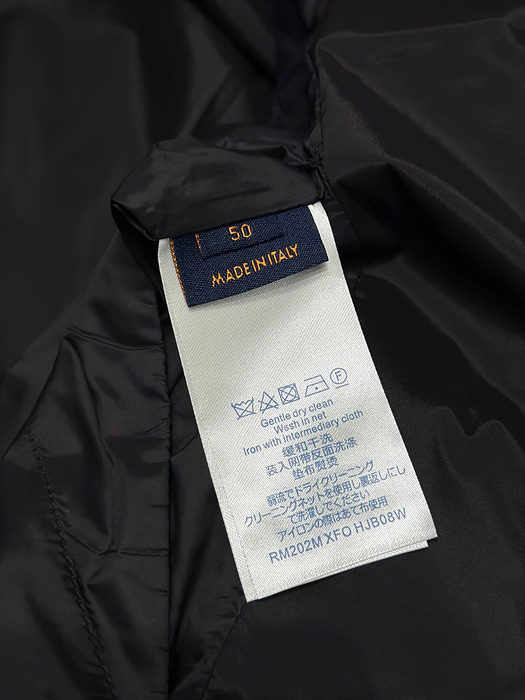 50
MADE IN ITALY
F
Gentle dry clean
Wssh in net
Iron with intermediary cloth
缓和干洗
装入附带反面洗涤
垫布熨烫
弱流でドライクリーニング
クリーニングネットを使用し裏返しにし
て洗濯してください
アイロンの際はあて布使用
RM202M XFO HJB08W